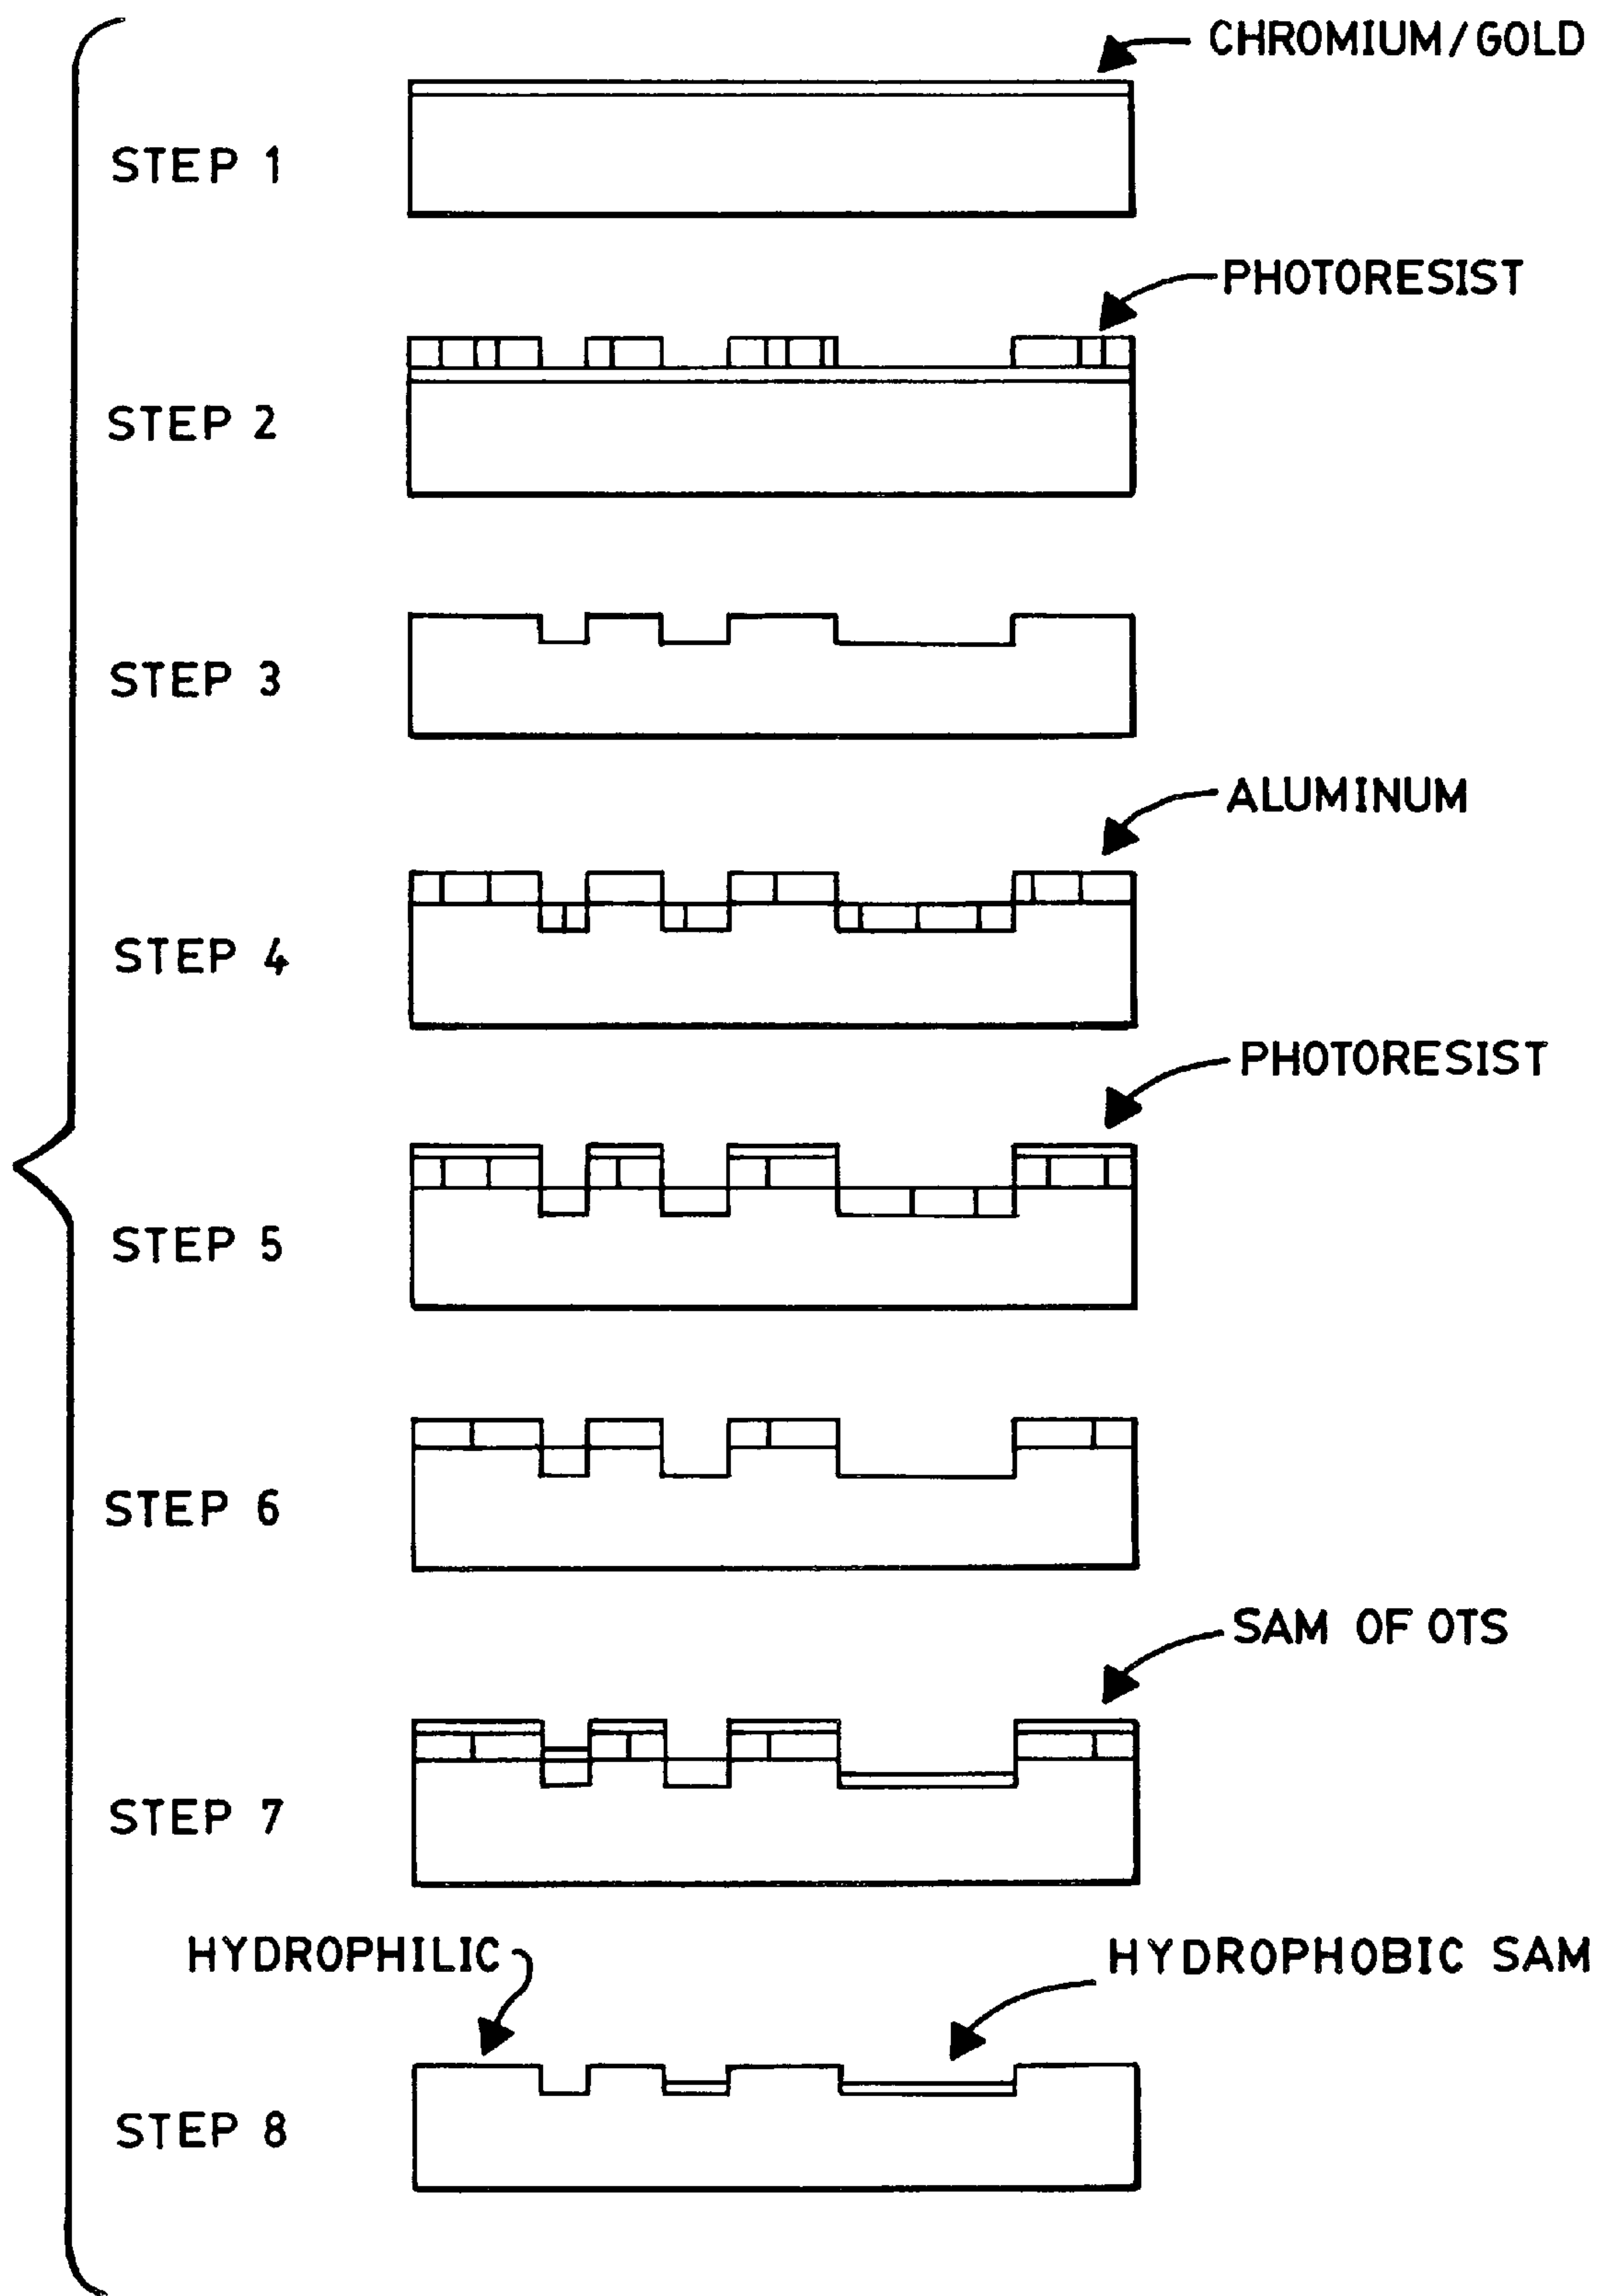 CHROMIUM/GOLD
STEP 1
PHOTORESIST
STEP 2
STEP 3
ALUMINUM
STEP 4
PHOTORESIST
STEP 5
STEP 6
SAM OF OTS
STEP 7
HYDROPHILIC
HYDROPHOBIC SAM
STEP 8